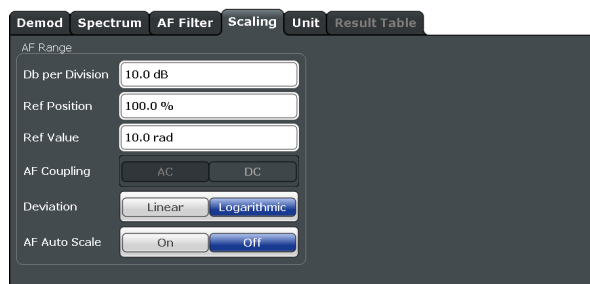 Demod Spectrum AF Filter Scaling Unit Result Table
AF Range
Db per Division 10.0 dB
Ref Position 100.0 %
Ref Value 10.0 rad
AF Coupling AC DC
Deviation Linear Logarithmic
AF Auto Scale On Off